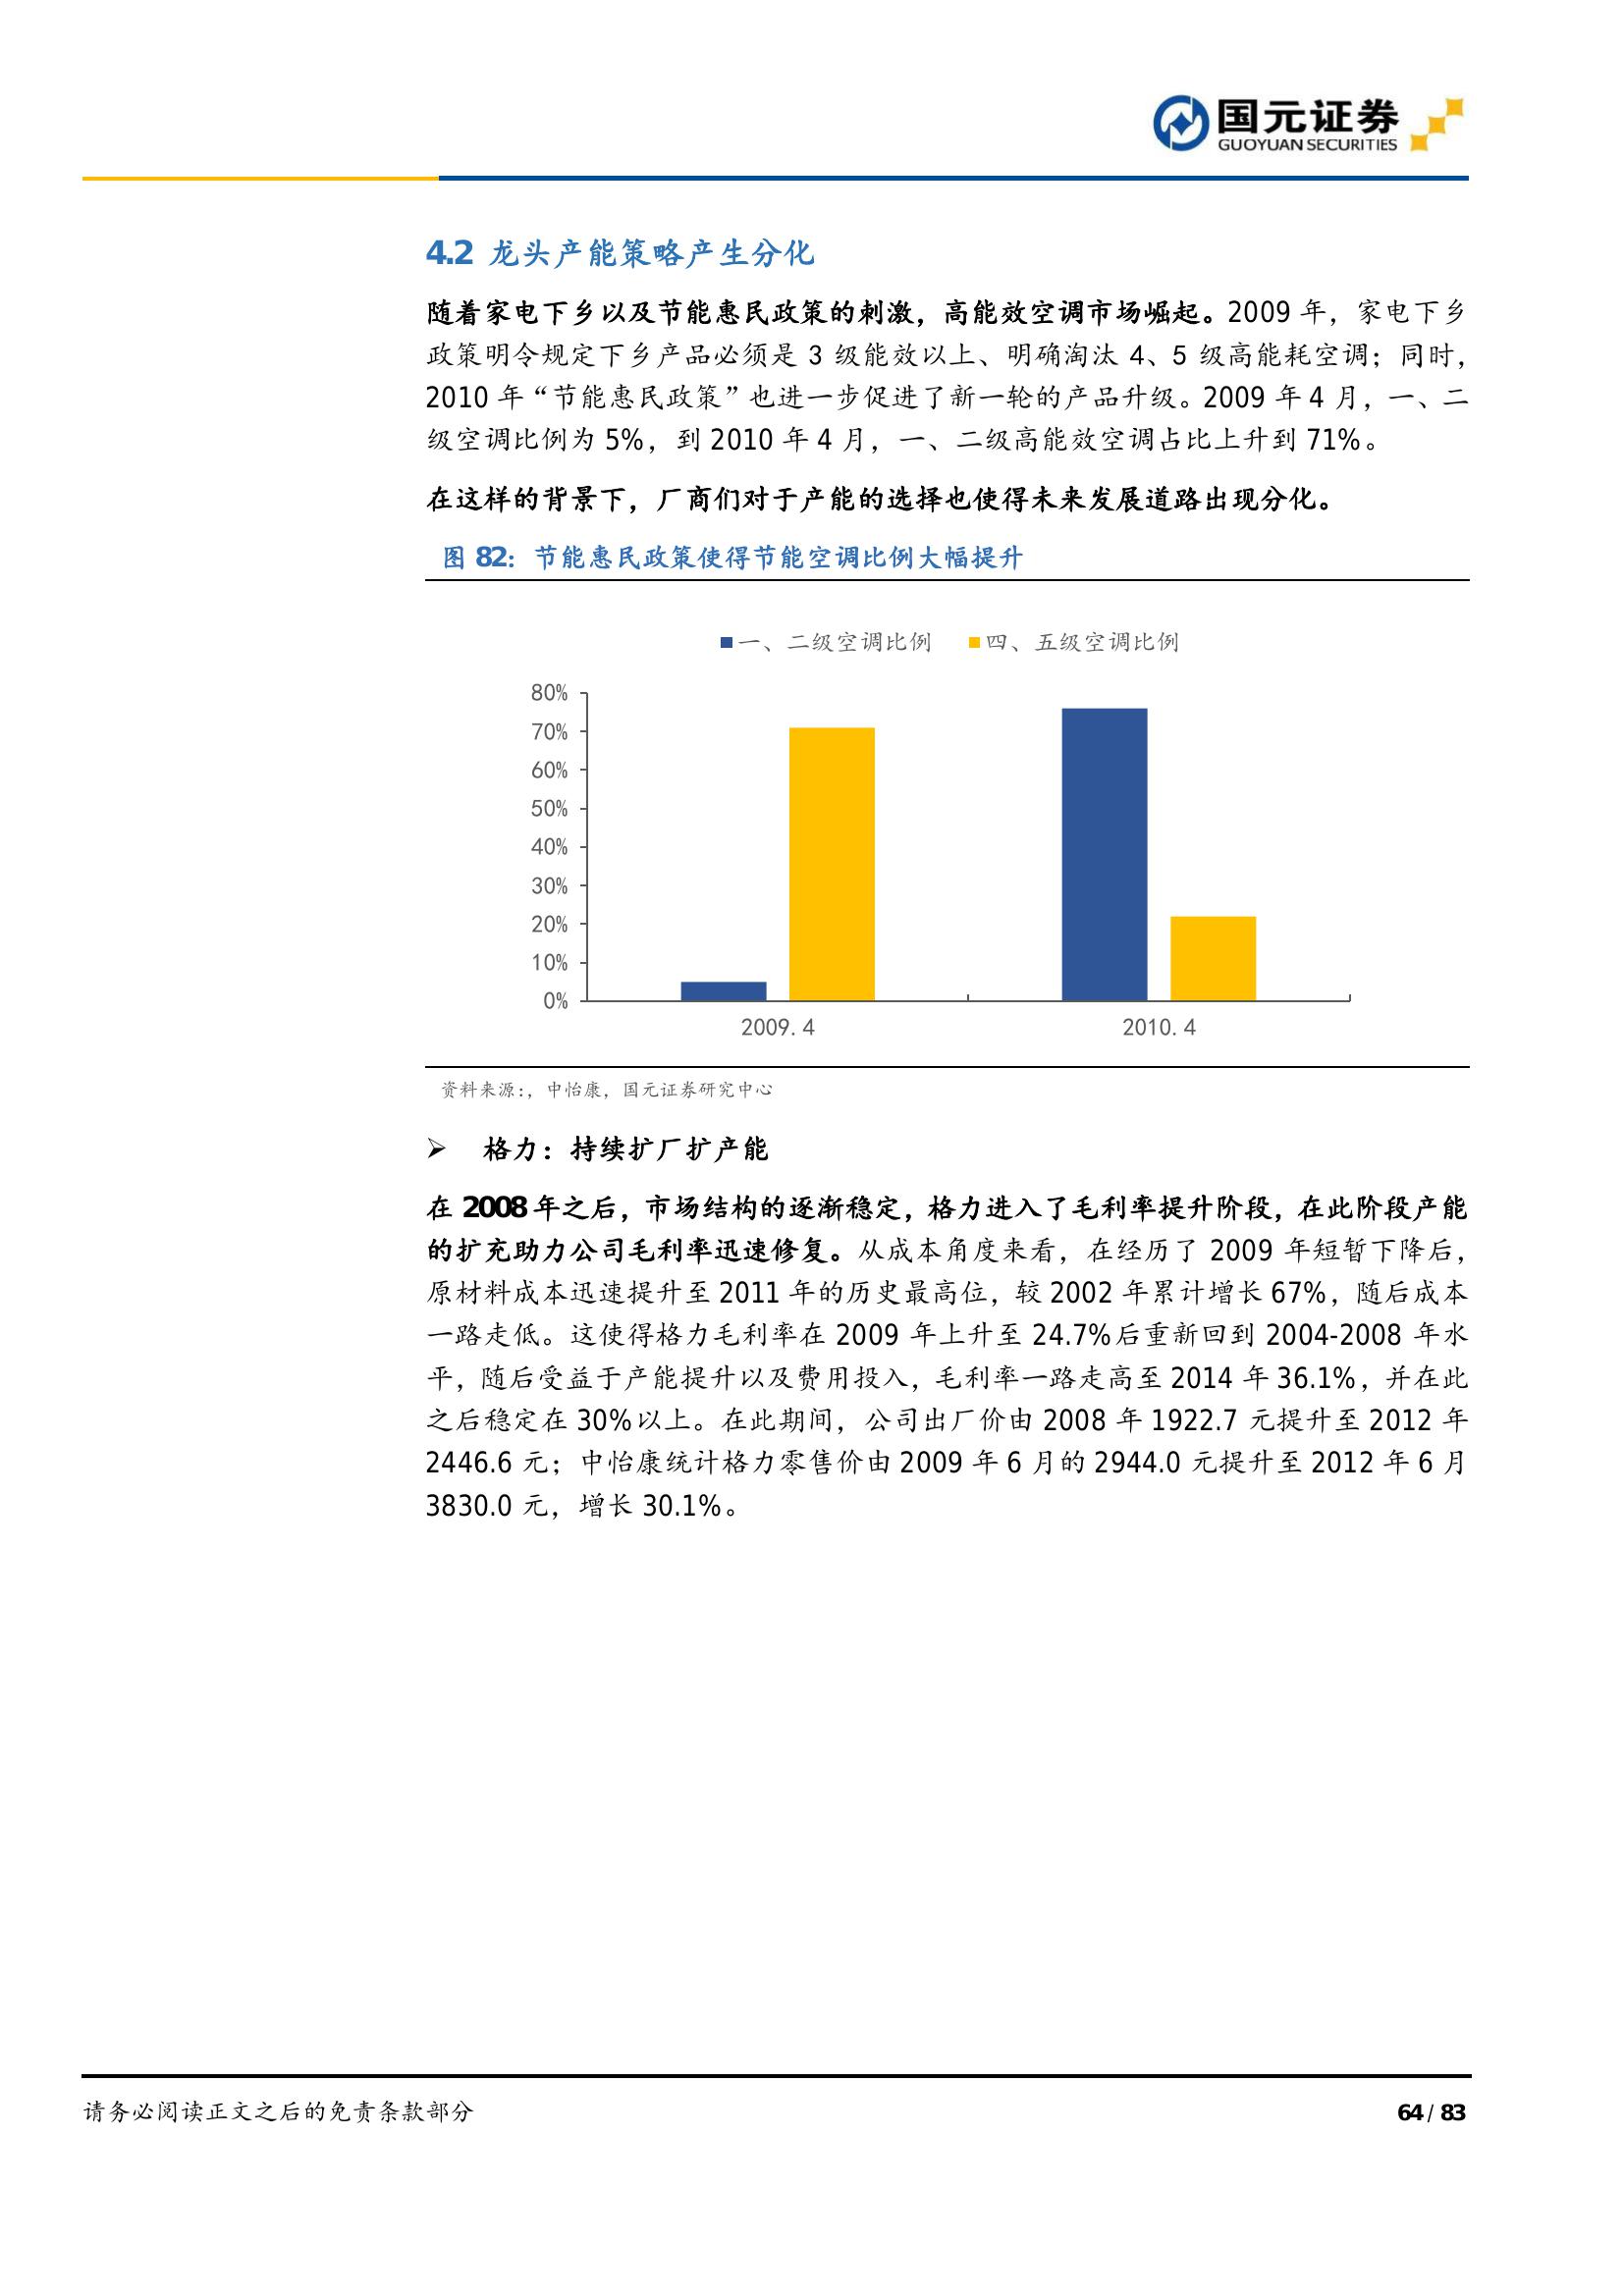 国元证券
GUOYUAN SECURITIES
4.2 龙头产能策略产生分化
随着家电下乡以及节能惠民政策的刺激，高能效空调市场崛起。2009 年，家电下乡
政策明令规定下乡产品必须是 3 级能效以上、明确淘汰 4、5 级高能耗空调；同时，
2010 年“节能惠民政策”也进一步促进了新一轮的产品升级。2009 年 4 月，一、二
级空调比例为 5%，到 2010 年 4 月，一、二级高能效空调占比上升到 71%。
在这样的背景下，厂商们对于产能的选择也使得未来发展道路出现分化。
图 82：节能惠民政策使得节能空调比例大幅提升
一、二级空调比例 四、五级空调比例
80%
70%
60%
50%
40%
30%
20%
10%
0%
2009.4 2010.4
资料来源：，中怡康，国元证券研究中心
➢ 格力：持续扩厂扩产能
在 2008 年之后，市场结构的逐渐稳定，格力进入了毛利率提升阶段，在此阶段产能
的扩充助力公司毛利率迅速修复。从成本角度来看，在经历了 2009 年短暂下降后，
原材料成本迅速提升至 2011 年的历史最高位，较 2002 年累计增长 67%，随后成本
一路走低。这使得格力毛利率在 2009 年上升至 24.7%后重新回到 2004-2008 年水
平，随后受益于产能提升以及费用投入，毛利率一路走高至 2014 年 36.1%，并在此
之后稳定在 30%以上。在此期间，公司出厂价由 2008 年 1922.7 元提升至 2012 年
2446.6 元；中怡康统计格力零售价由 2009 年 6 月的 2944.0 元提升至 2012 年 6 月
3830.0 元，增长 30.1%。
请务必阅读正文之后的免责条款部分 64 / 83